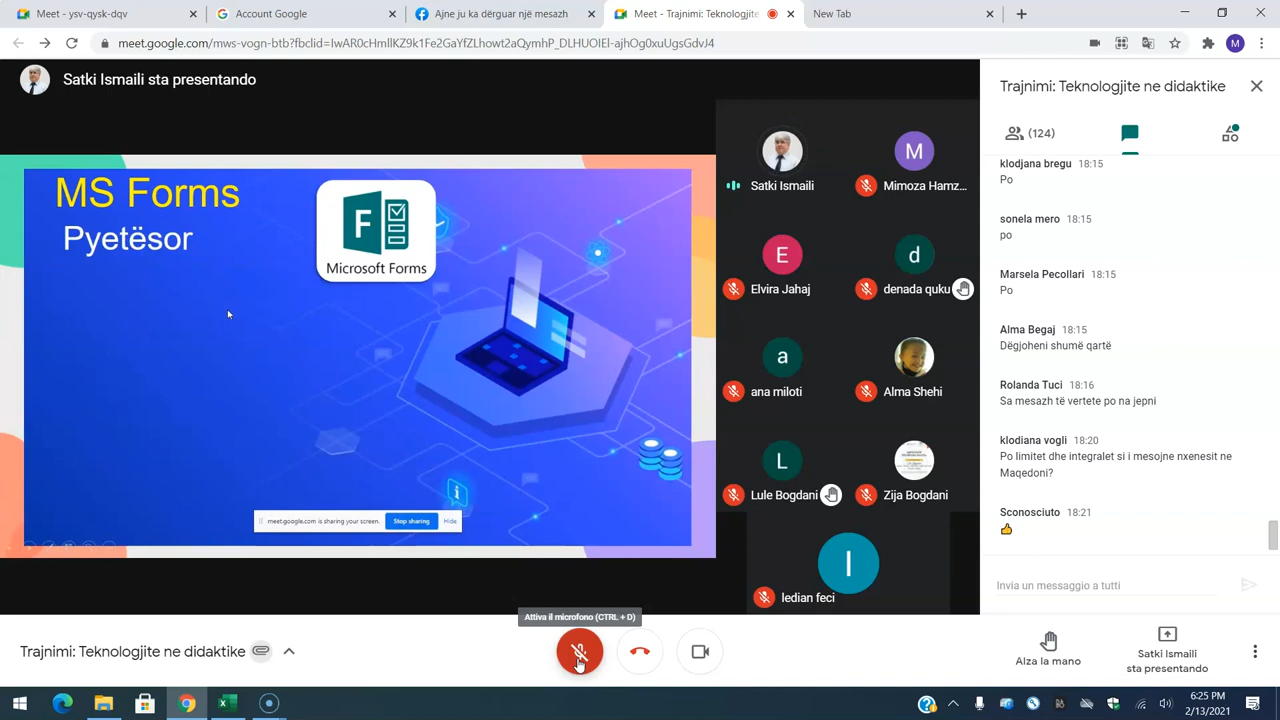 Meet - ysv-qysk-dqv
Account Google
Ajne ju ka dërguar një mesazh
Meet - Trajnimi: Teknologjite
New Tab
meet.google.com/mws-vogn-btb?fbclid=IwAR0cHmllKZ9k1Fe2GaYfZLhowt2aQymhP_DLHUOIEl-ajhOg0xuUgsGdvJ4
M
Satki Ismaili sta presentando
MS Forms
Pyetësor
F
Microsoft Forms
meet.google.com is sharing your screen.
Stop sharing
Hide
Satki Ismaili
M
Mimoza Hamz...
E
Elvira Jahaj
d
denada quku
a
ana miloti
Alma Shehi
L
Lule Bogdani
Zija Bogdani
l
ledian feci
Trajnimi: Teknologjite ne didaktike
(124)
klodjana bregu 18:15
Po
sonela mero 18:15
po
Marsela Pecollari 18:15
Po
Alma Begaj 18:15
Dëgjoheni shumë qartë
Rolanda Tuci 18:16
Sa mesazh të vertete po na jepni
klodiana vogli 18:20
Po limitet dhe integralet si i mesojne nxenesit ne
Maqedoni?
Sconosciuto 18:21
👍
Invia un messaggio a tutti
Attiva il microfono (CTRL + D)
Trajnimi: Teknologjite ne didaktike
Alza la mano
Satki Ismaili
sta presentando
6:25 PM
2/13/2021